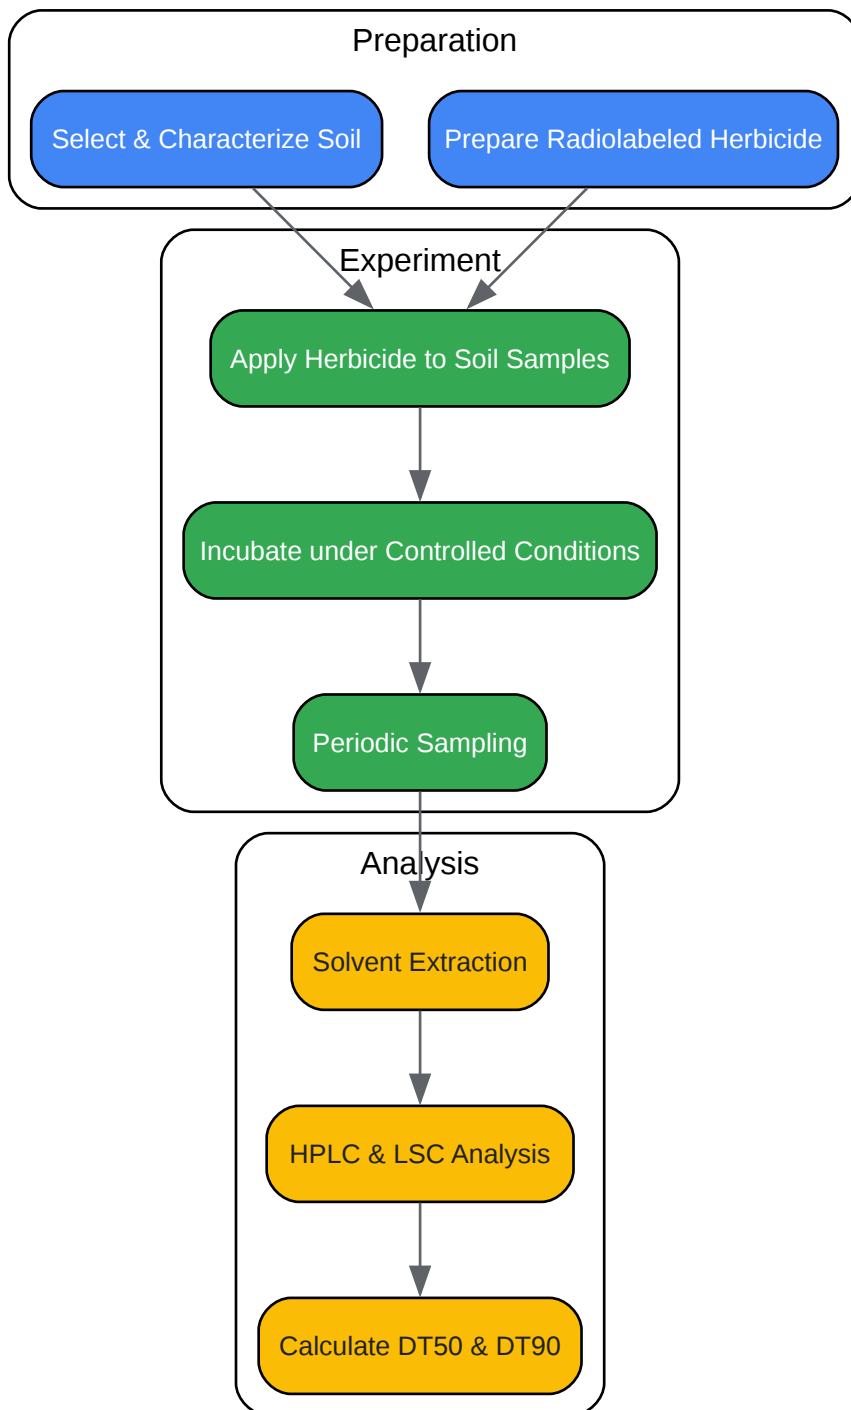 Preparation
Select & Characterize Soil
Prepare Radiolabeled Herbicide
Experiment
Apply Herbicide to Soil Samples
Incubate under Controlled Conditions
Periodic Sampling
Analysis
Solvent Extraction
HPLC & LSC Analysis
Calculate DT50 & DT90